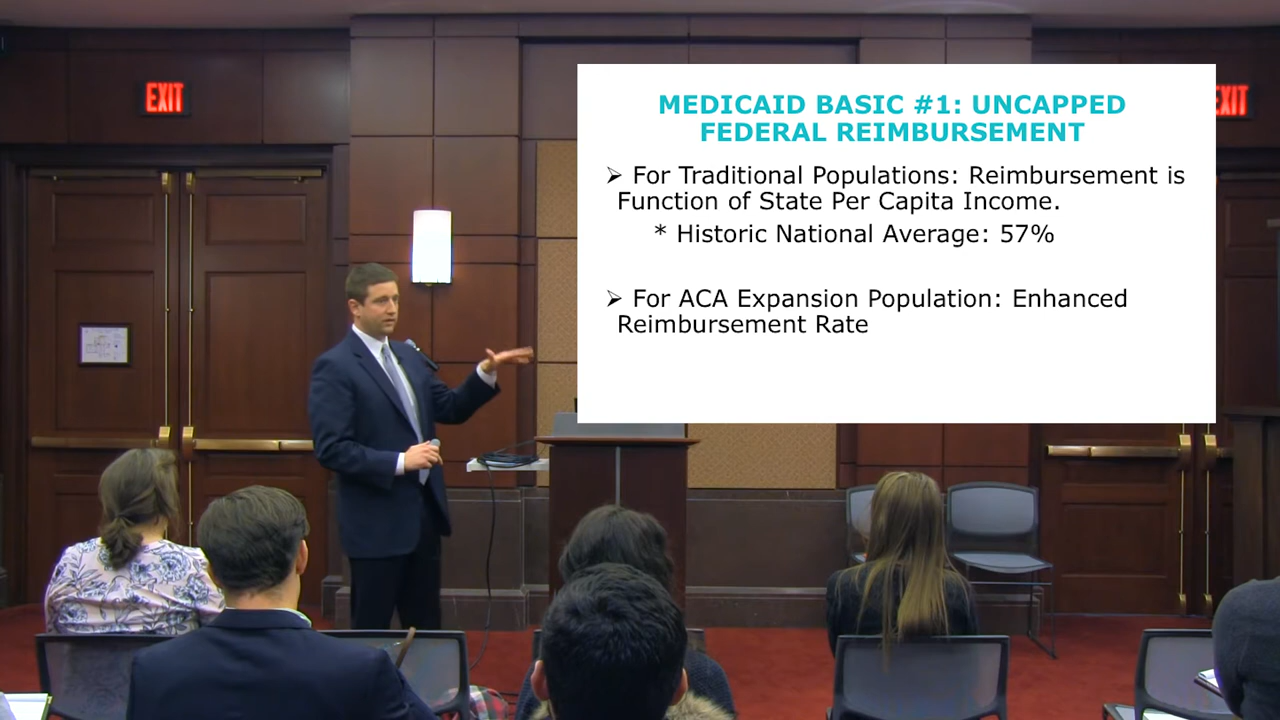 EXIT
EXIT
MEDICAID BASIC #1: UNCAPPED
FEDERAL REIMBURSEMENT
➢ For Traditional Populations: Reimbursement is
Function of State Per Capita Income.
* Historic National Average: 57%
➢ For ACA Expansion Population: Enhanced
Reimbursement Rate